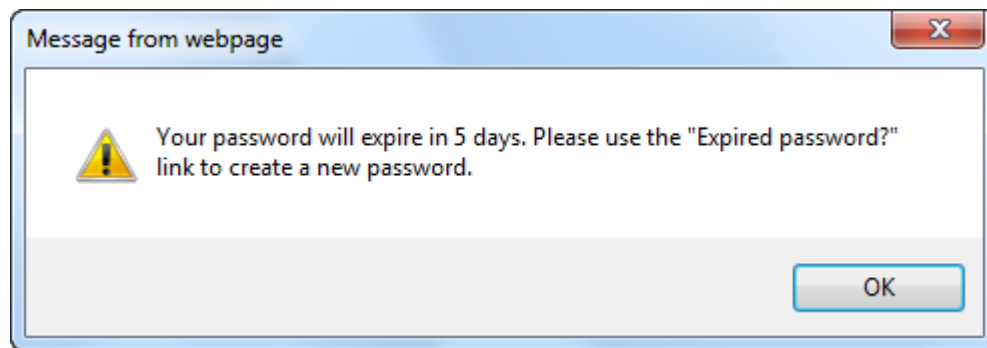 Message from webpage
Your password will expire in 5 days. Please use the "Expired password?"
link to create a new password.
OK